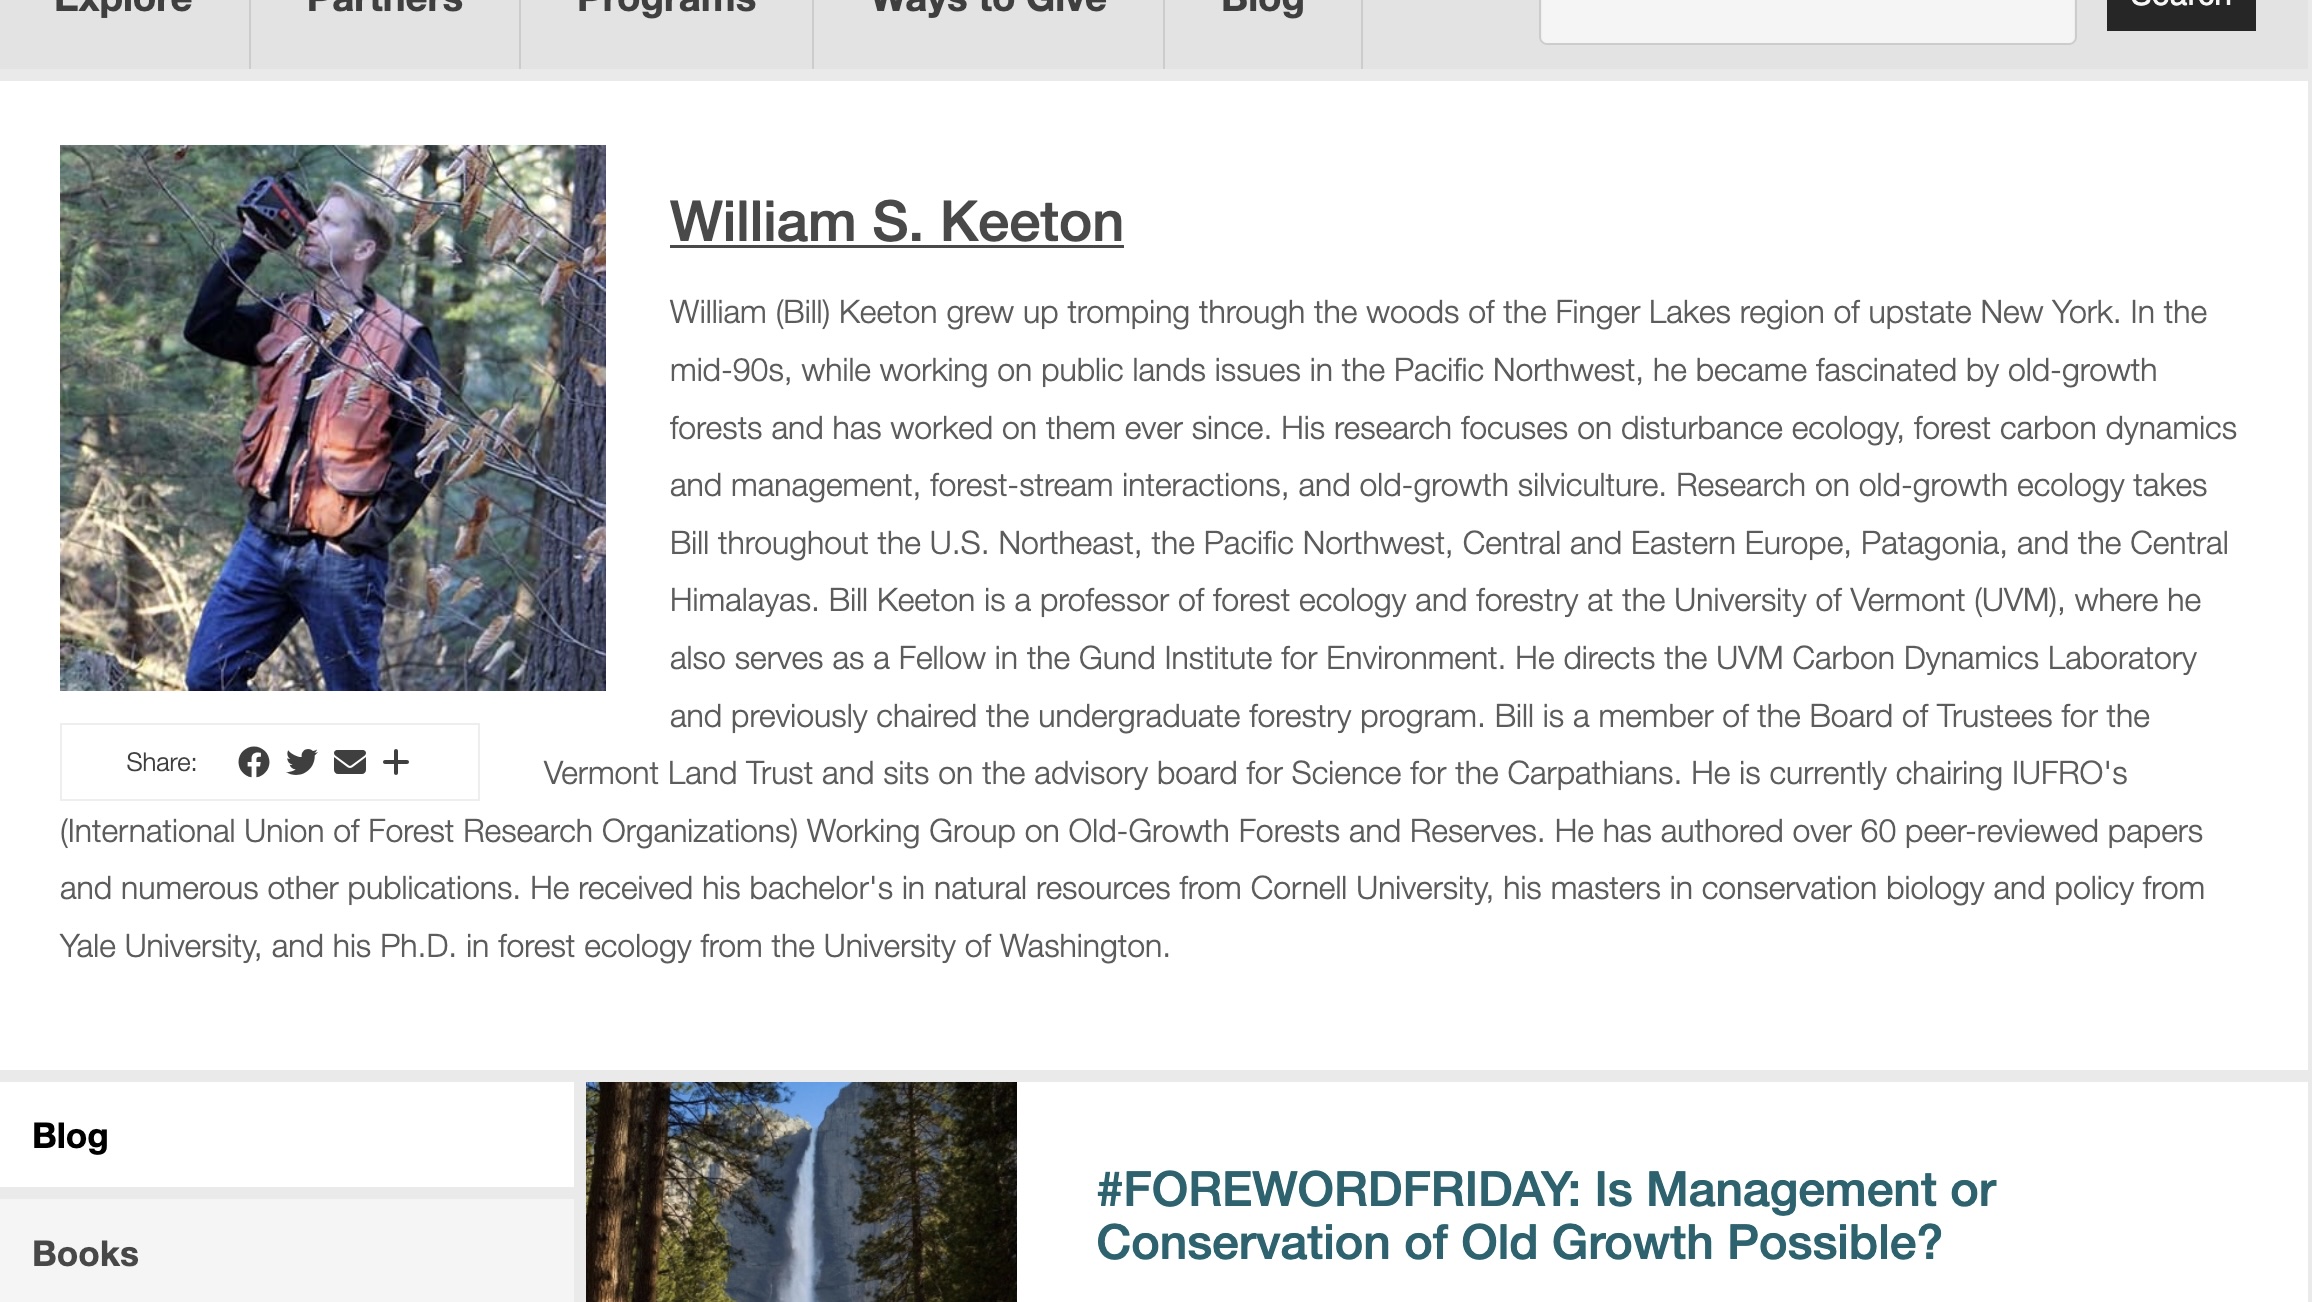 Explore Partners Programs Ways to Give Blog Search
William S. Keeton
William (Bill) Keeton grew up tromping through the woods of the Finger Lakes region of upstate New York. In the
mid-90s, while working on public lands issues in the Pacific Northwest, he became fascinated by old-growth
forests and has worked on them ever since. His research focuses on disturbance ecology, forest carbon dynamics
and management, forest-stream interactions, and old-growth silviculture. Research on old-growth ecology takes
Bill throughout the U.S. Northeast, the Pacific Northwest, Central and Eastern Europe, Patagonia, and the Central
Himalayas. Bill Keeton is a professor of forest ecology and forestry at the University of Vermont (UVM), where he
also serves as a Fellow in the Gund Institute for Environment. He directs the UVM Carbon Dynamics Laboratory
and previously chaired the undergraduate forestry program. Bill is a member of the Board of Trustees for the
Share:
Vermont Land Trust and sits on the advisory board for Science for the Carpathians. He is currently chairing IUFRO's
(International Union of Forest Research Organizations) Working Group on Old-Growth Forests and Reserves. He has authored over 60 peer-reviewed papers
and numerous other publications. He received his bachelor's in natural resources from Cornell University, his masters in conservation biology and policy from
Yale University, and his Ph.D. in forest ecology from the University of Washington.
Blog
Books
#FOREWORDFRIDAY: Is Management or
Conservation of Old Growth Possible?